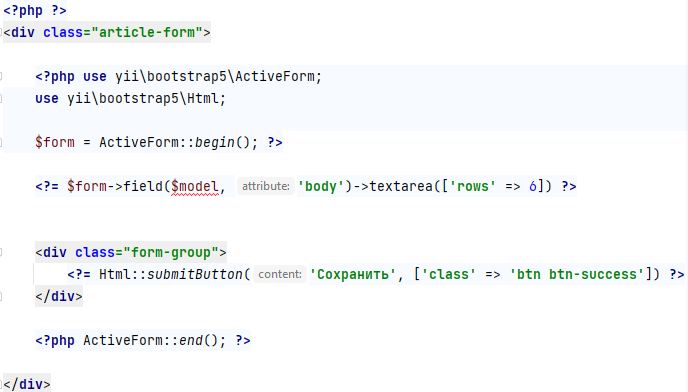 <?php ?>
<div class="article-form">
<?php use yii\bootstrap5\ActiveForm;
use yii\bootstrap5\Html;
$form = ActiveForm::begin(); ?>
<?= $form->field($model, attribute: 'body')->textarea(['rows' => 6]) ?>
<div class="form-group">
<?= Html::submitButton( content: 'Сохранить', ['class' => 'btn btn-success']) ?>
</div>
<?php ActiveForm::end(); ?>
</div>